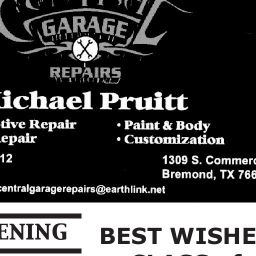 GARAGE
REPAIRS
ichael Pruitt
tive Repair • Paint & Body
epair • Customization
12 1309 S. Commerc
Bremond, TX 766
centralgaragerepairs@earthlink.net
ENING
BEST WISHE